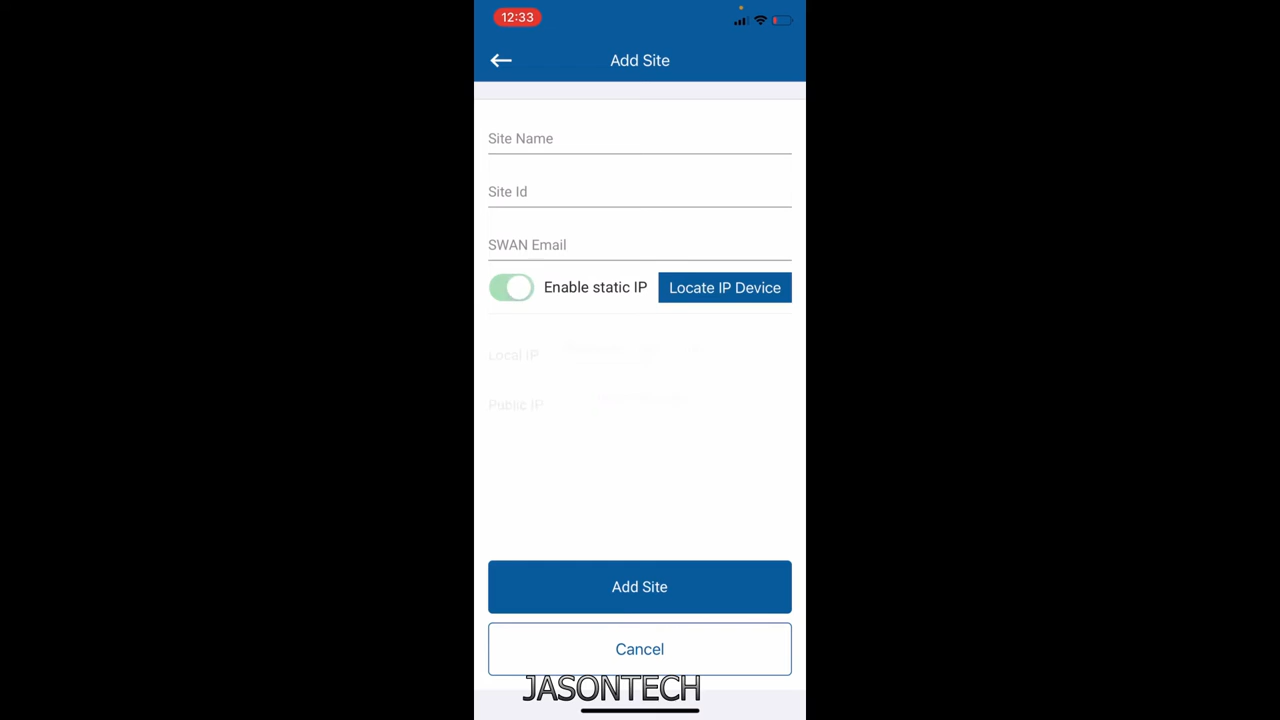 12:33
Add Site
Site Name
Site Id
SWAN Email
Enable static IP Locate IP Device
Local IP
Public IP
Add Site
Cancel
JASONTECH